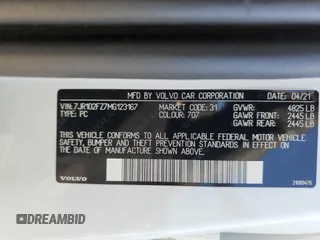 MFD BY VOLVO CAR CORPORATION 04/21
VIN: 7JR102FZ7MG123167 MARKET CODE: 31 GVWR: 4825 LB
TYPE: PC COLOUR: 707 GAWR FRONT: 2445 LB
GAWR REAR: 2445 LB
THIS VEHICLE CONFORMS TO ALL APPLICABLE FEDERAL MOTOR VEHICLE
SAFETY, BUMPER AND THEFT PREVENTION STANDARDS IN EFFECT ON THE
DATE OF MANUFACTURE SHOWN ABOVE.
VOLVO
DREAMBID
DREAMBID.COM